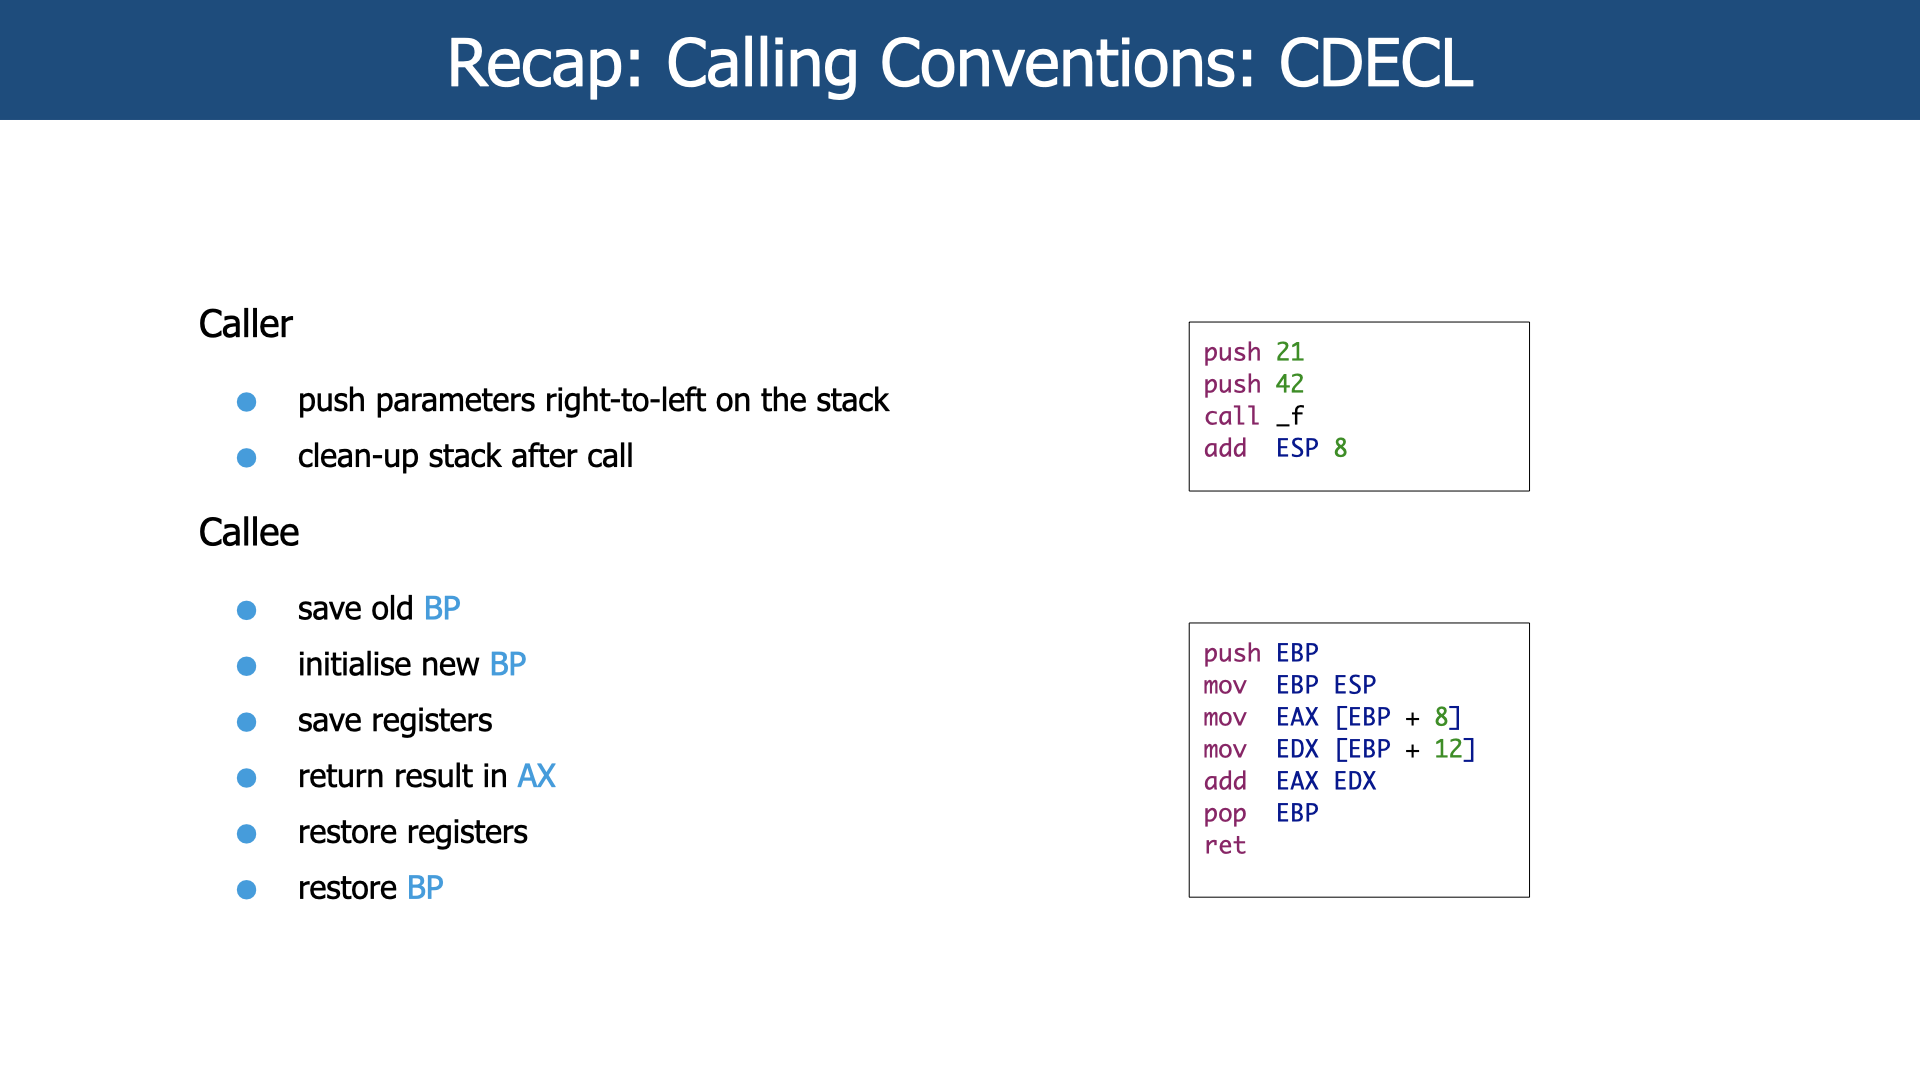 Recap: Calling Conventions: CDECL
Caller
push parameters right-to-left on the stack
clean-up stack after call
push 21
push 42
call _f
add ESP 8
Callee
save old BP
initialise new BP
save registers
return result in AX
restore registers
restore BP
push EBP
mov EBP ESP
mov EAX [EBP + 8]
mov EDX [EBP + 12]
add EAX EDX
pop EBP
ret